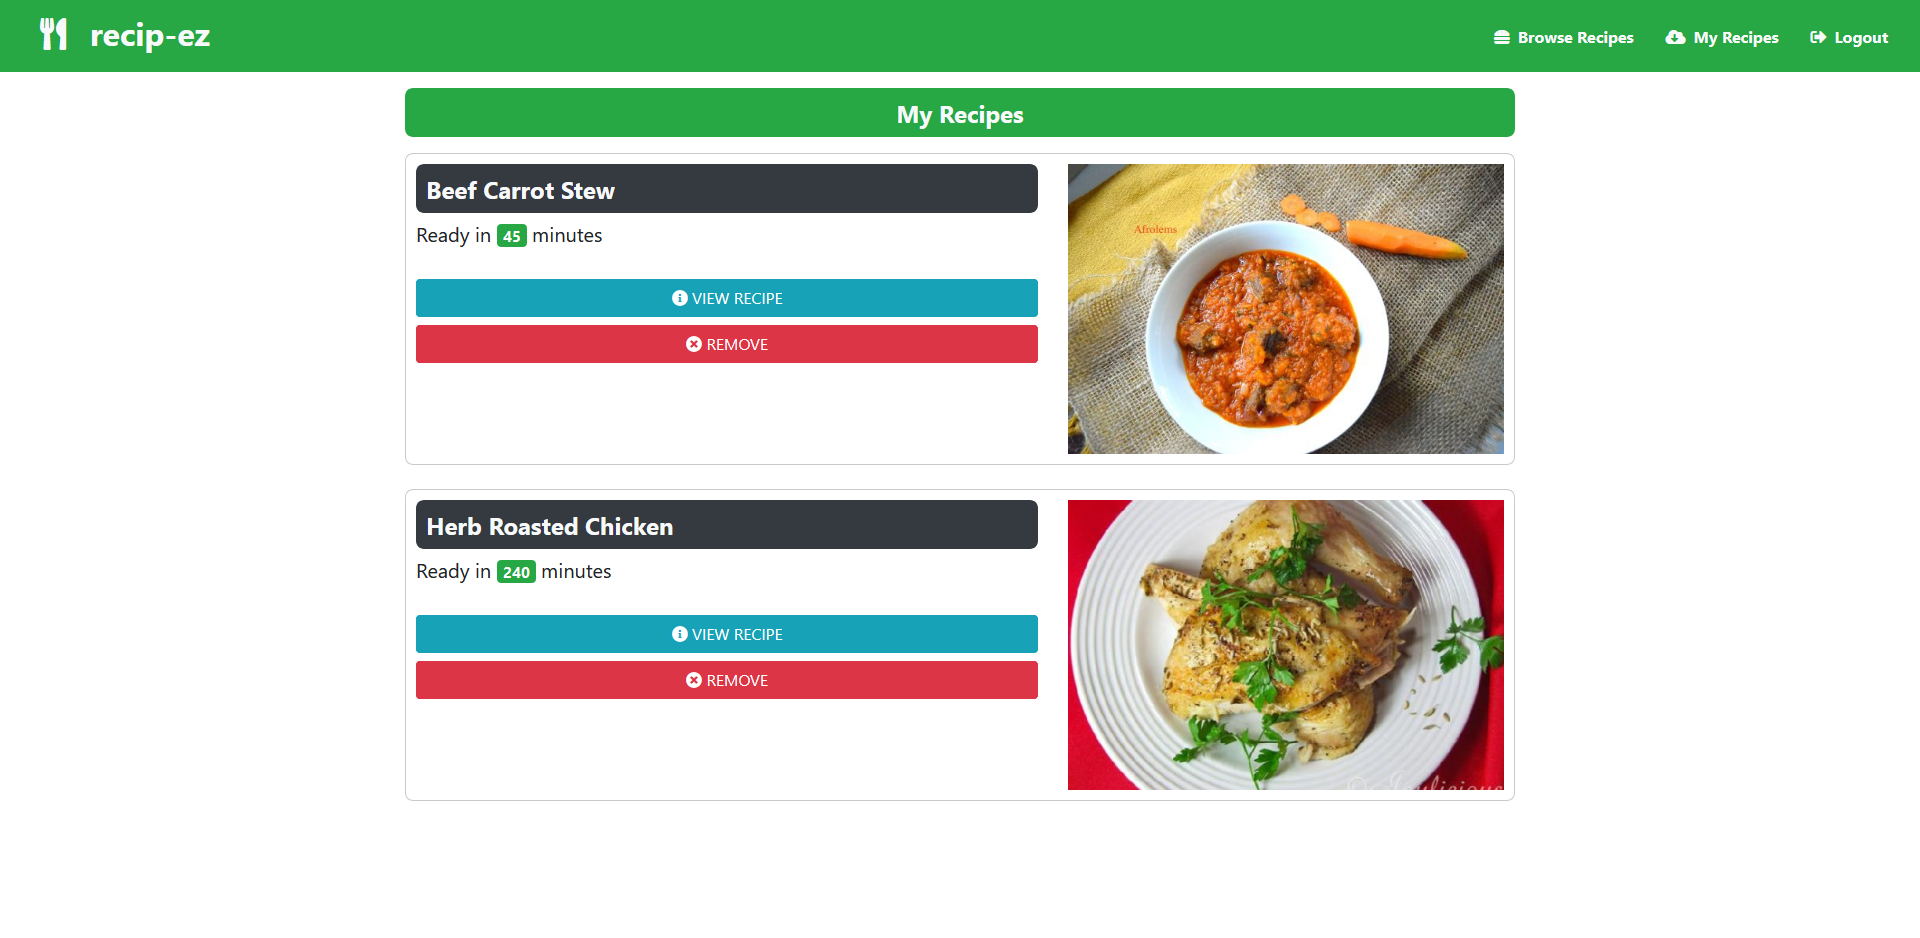 recip-ez
Browse Recipes
My Recipes
Logout
My Recipes
Beef Carrot Stew
Ready in 45 minutes
VIEW RECIPE
REMOVE
Afrolems
Herb Roasted Chicken
Ready in 240 minutes
VIEW RECIPE
REMOVE